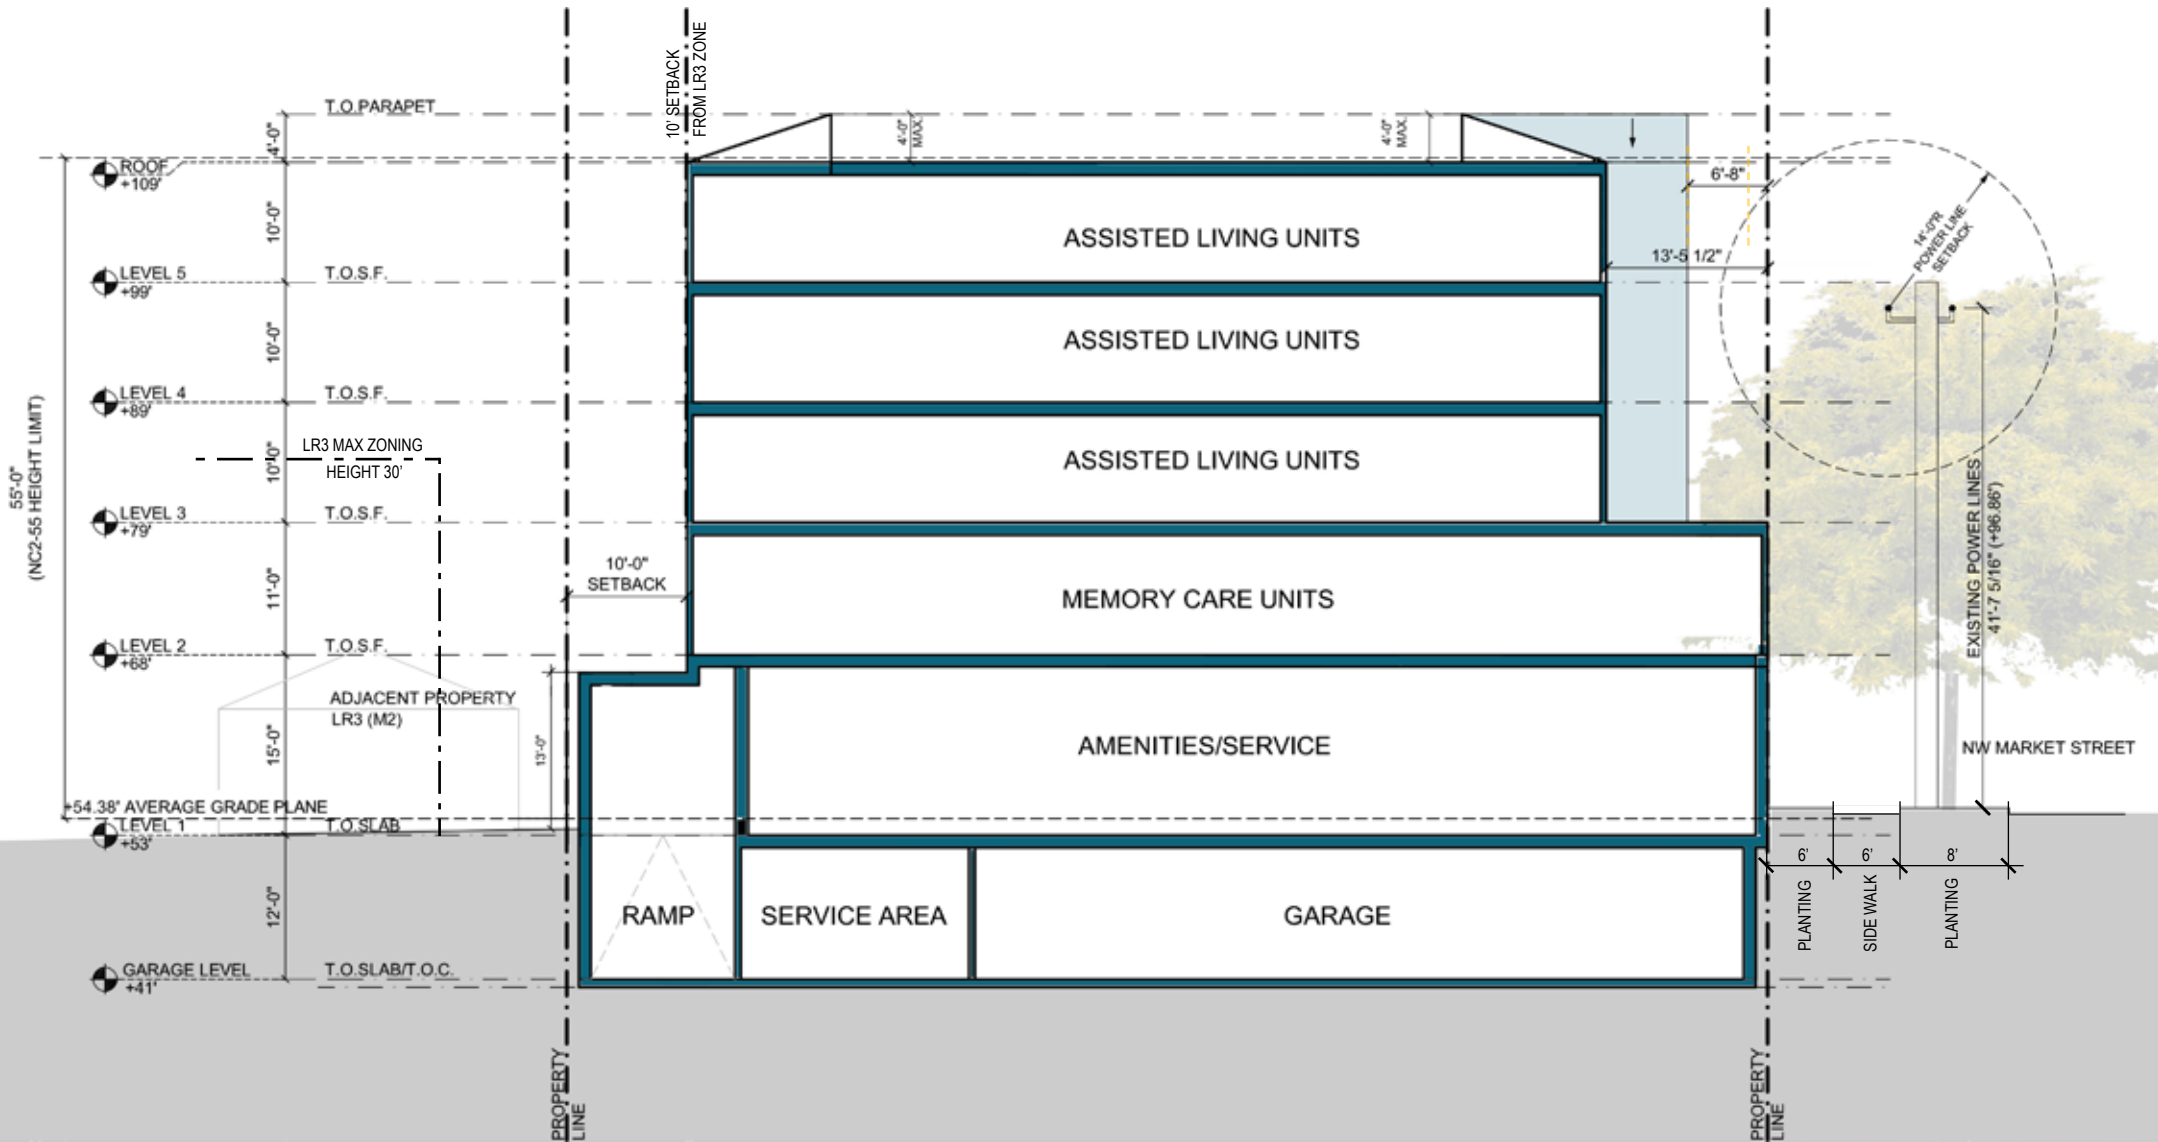 10' SETBACK
FROM LR3 ZONE
T.O.PARAPET
4'-0"
4'-0"
MAX.
4'-0"
MAX.
ROOF
+109'
6'-8"
10'-0"
ASSISTED LIVING UNITS
14'-0"R
POWER LINE
SETBACK
13'-5 1/2"
LEVEL 5
+99'
T.O.S.F.
10'-0"
ASSISTED LIVING UNITS
LEVEL 4
+89'
T.O.S.F.
LR3 MAX ZONING
HEIGHT 30'
10'-0"
ASSISTED LIVING UNITS
55'-0"
(NC2-55 HEIGHT LIMIT)
LEVEL 3
+79'
T.O.S.F.
EXISTING POWER LINES
41'-7 5/16" (+96.86')
10'-0"
SETBACK
11'-0"
MEMORY CARE UNITS
LEVEL 2
+68'
T.O.S.F.
ADJACENT PROPERTY
LR3 (M2)
15'-0"
13'-0"
AMENITIES/SERVICE
NW MARKET STREET
+54.38' AVERAGE GRADE PLANE
LEVEL 1
+53'
T.O.SLAB
6'
6'
8'
PLANTING
SIDE WALK
PLANTING
12'-0"
RAMP
SERVICE AREA
GARAGE
GARAGE LEVEL
+41'
T.O.SLAB/T.O.C.
PROPERTY
LINE
PROPERTY
LINE